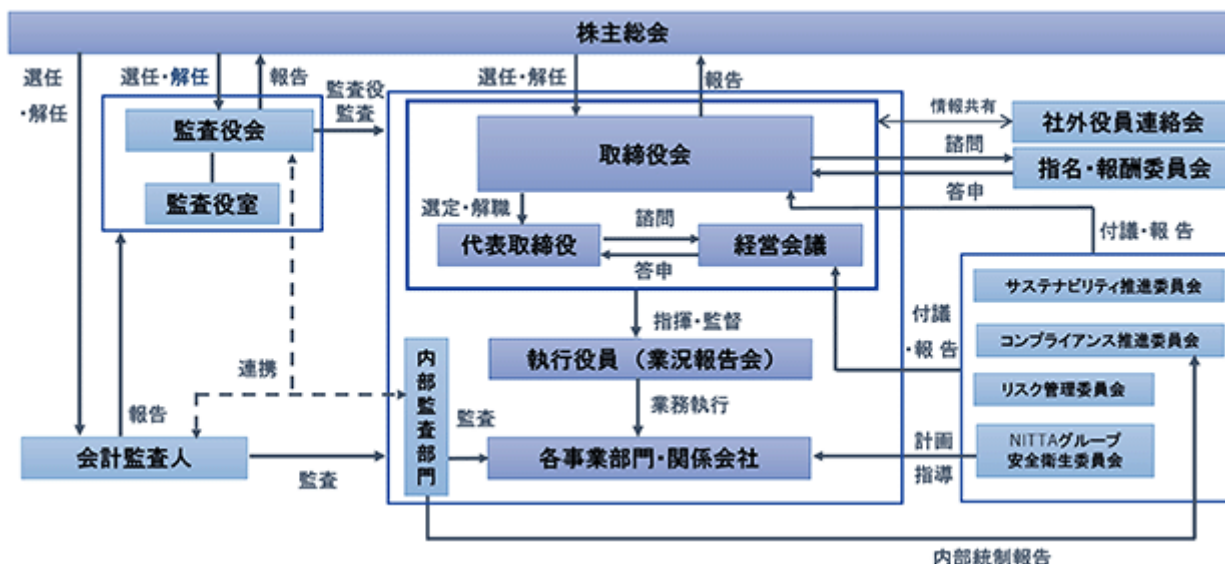 株主総会
選任
・解任
選任・解任
報告
監査役
監査
選任・解任
報告
監査役会
監査役室
取締役会
情報共有
社外役員連絡会
諮問
指名・報酬委員会
答申
選定・解職
代表取締役
諮問
答申
経営会議
付議・報告
サステナビリティ推進委員会
コンプライアンス推進委員会
リスク管理委員会
NITTAグループ
安全衛生委員会
付議
・報告
指揮・監督
執行役員（業況報告会）
業務執行
連携
内部監査部門
監査
各事業部門・関係会社
計画
指導
報告
会計監査人
監査
内部統制報告